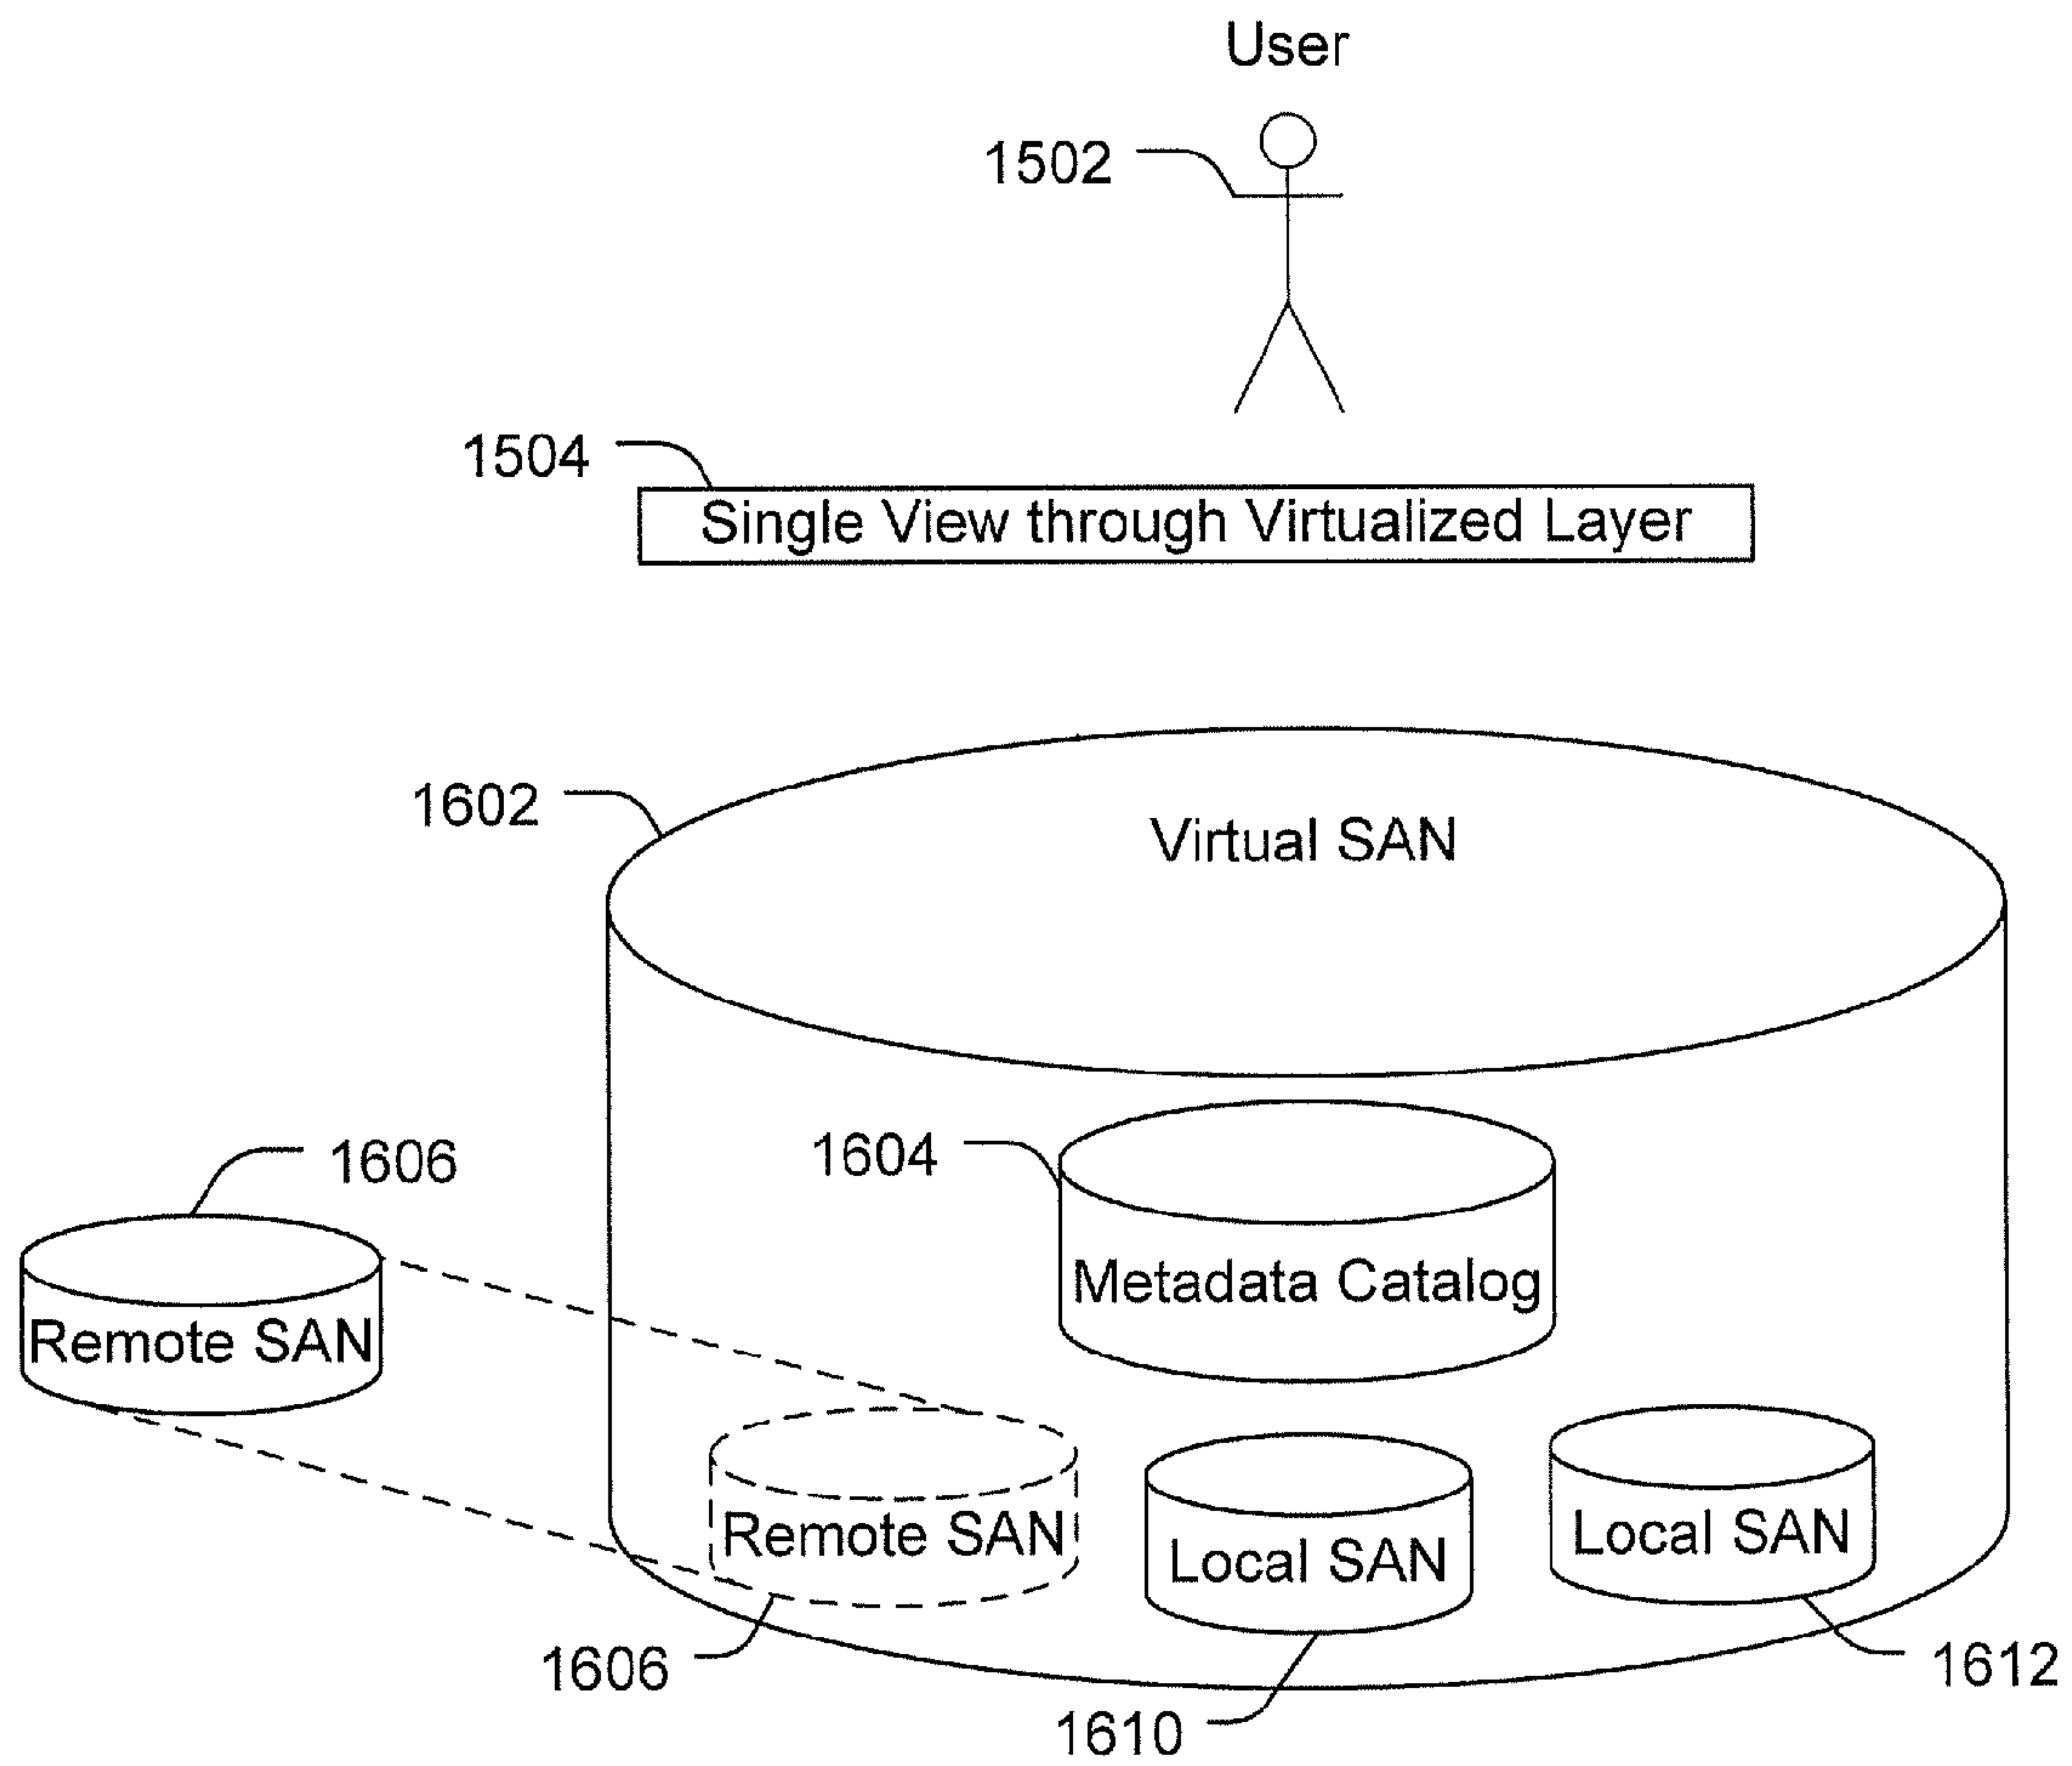 User
1502
1504
Single View through Virtualized Layer
1602
Virtual SAN
1606
1604
Metadata Catalog
Remote SAN
Remote SAN
Local SAN
Local SAN
1606
1610
1612